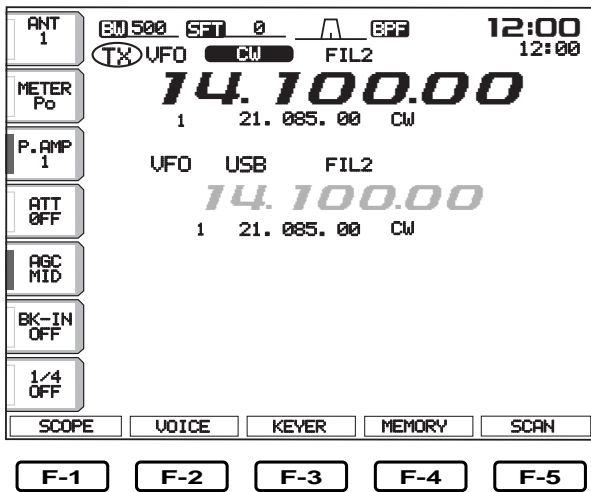 ANT
1
BW 500 SFT 0 BPF 12:00
TX VFO CW FIL2 12:00
METER
Po
14.100.00
1 21.085.00 CW
P.AMP
1
VFO USB FIL2
ATT
OFF
14.100.00
1 21.085.00 CW
AGC
MID
BK-IN
OFF
1/4
OFF
SCOPE VOICE KEYER MEMORY SCAN
F-1 F-2 F-3 F-4 F-5